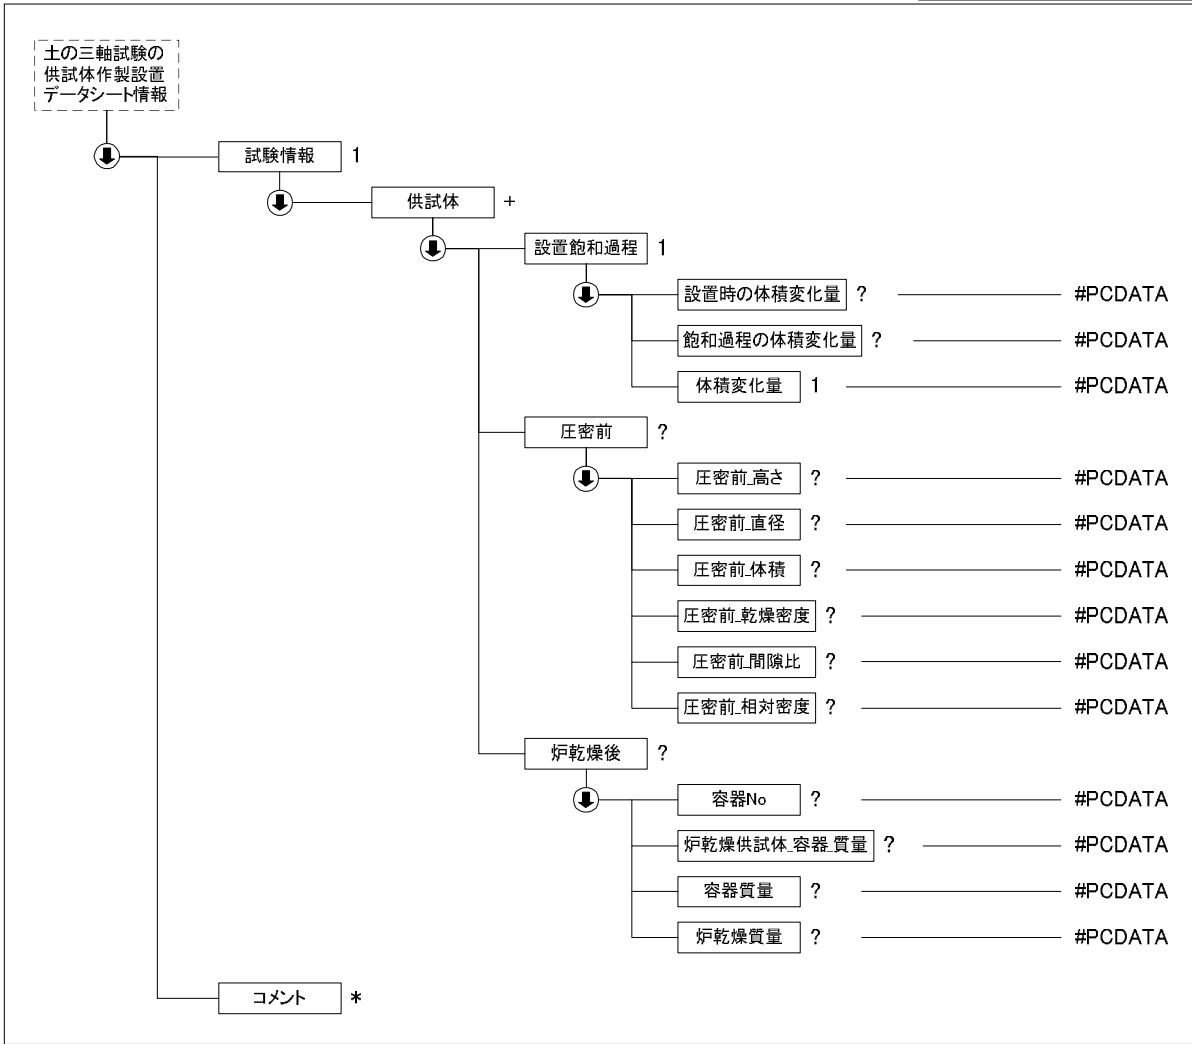 土の三軸試験の
供試体作製設置
データシート情報
試験情報 1
供試体 +
設置飽和過程 1
設置時の体積変化量 ? #PCDATA
飽和過程の体積変化量 ? #PCDATA
体積変化量 1 #PCDATA
圧密前 ?
圧密前_高さ ? #PCDATA
圧密前_直径 ? #PCDATA
圧密前_体積 ? #PCDATA
圧密前_乾燥密度 ? #PCDATA
圧密前_間隙比 ? #PCDATA
圧密前_相対密度 ? #PCDATA
炉乾燥後 ?
容器No ? #PCDATA
炉乾燥供試体_容器_質量 ? #PCDATA
容器質量 ? #PCDATA
炉乾燥質量 ? #PCDATA
コメント *